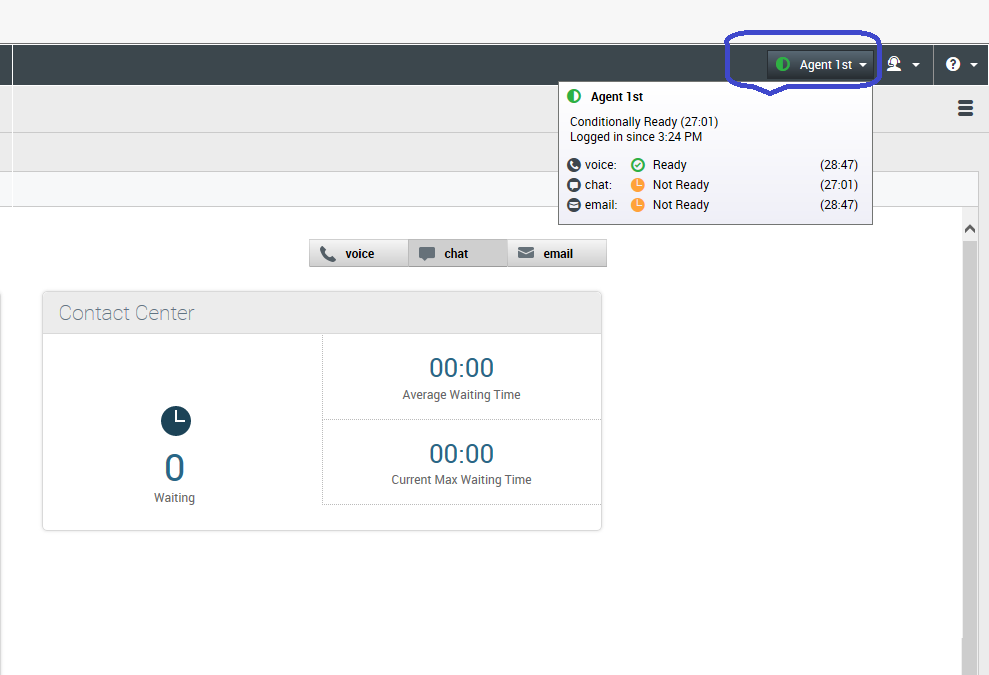 Agent 1st
?
Agent 1st
Conditionally Ready (27:01)
Logged in since 3:24 PM
voice: Ready (28:47)
chat: Not Ready (27:01)
email: Not Ready (28:47)
voice chat email
Contact Center
00:00
Average Waiting Time
0
Waiting
00:00
Current Max Waiting Time